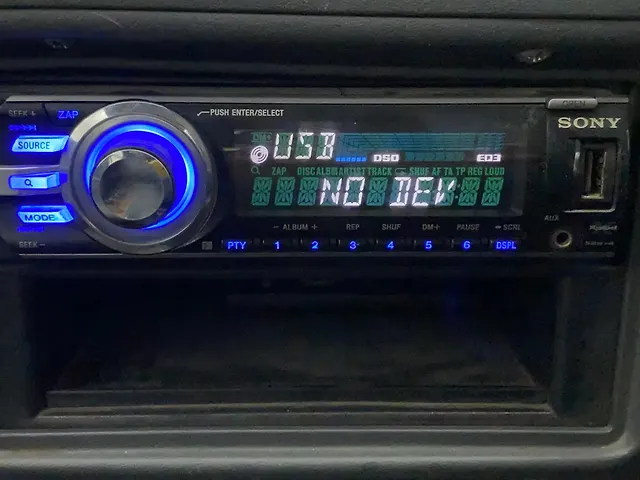 SEEK +
ZAP
PUSH ENTER/SELECT
OPEN
SONY
SOURCE
USB
DSO
EQ3
ZAP DISC ALBUM ARTIST TRACK SHUF AF TA TP REG LOUD
NO DEV
MODE
AUX
SEEK −
− ALBUM + REP SHUF DM+ PAUSE SCRL
PTY 1 2 3 4 5 6 DSPL